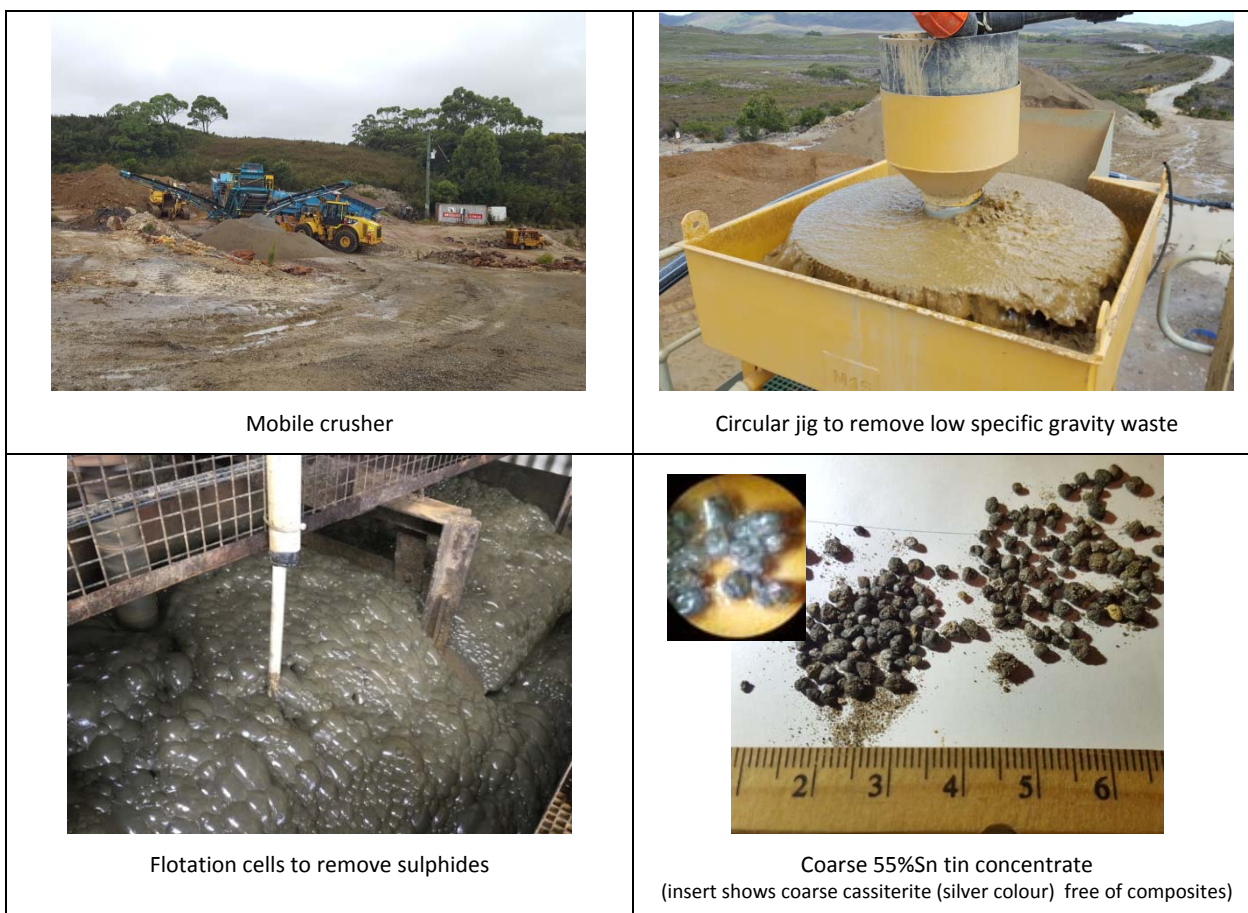 Mobile crusher
Circular jig to remove low specific gravity waste
2 3 4 5 6
Flotation cells to remove sulphides
Coarse 55%Sn tin concentrate
(insert shows coarse cassiterite (silver colour) free of composites)